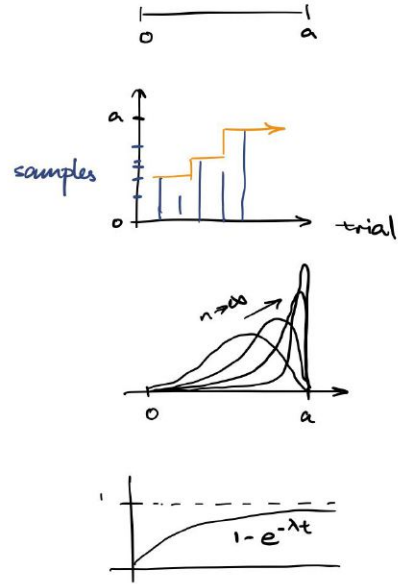 0 a
a
samples
0
trial
n→∞
0 a
1
1 - e^{-λt}